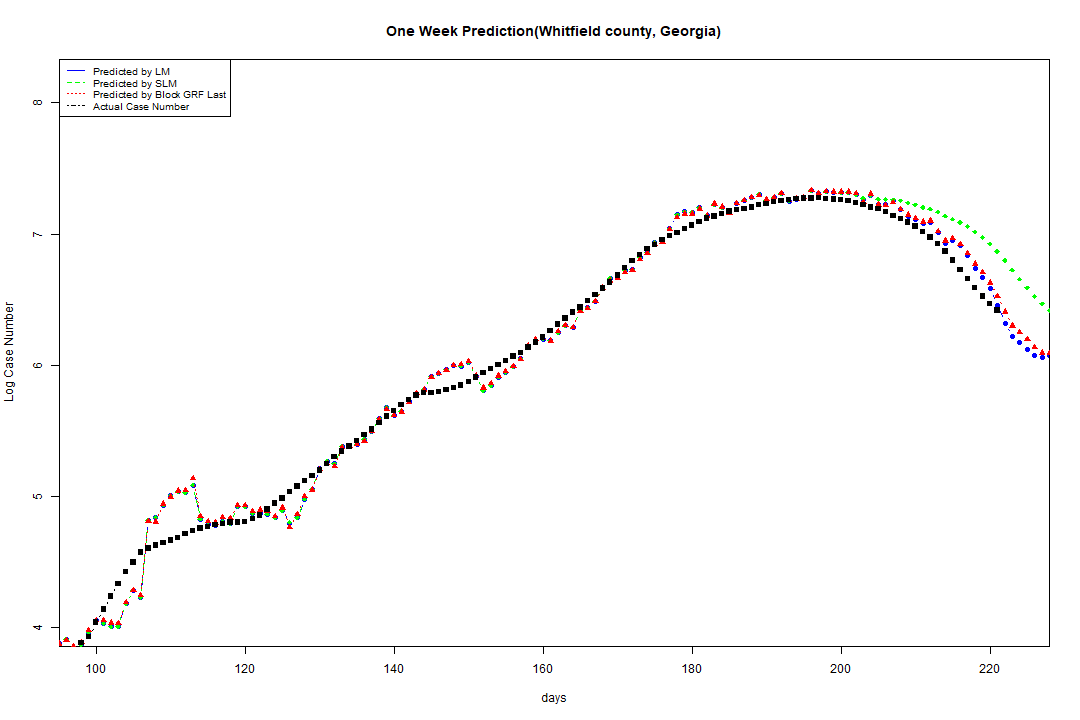 One Week Prediction(Whitfield county, Georgia)
Predicted by LM
Predicted by SLM
Predicted by Block GRF Last
Actual Case Number
8
7
6
5
4
Log Case Number
100 120 140 160 180 200 220
days